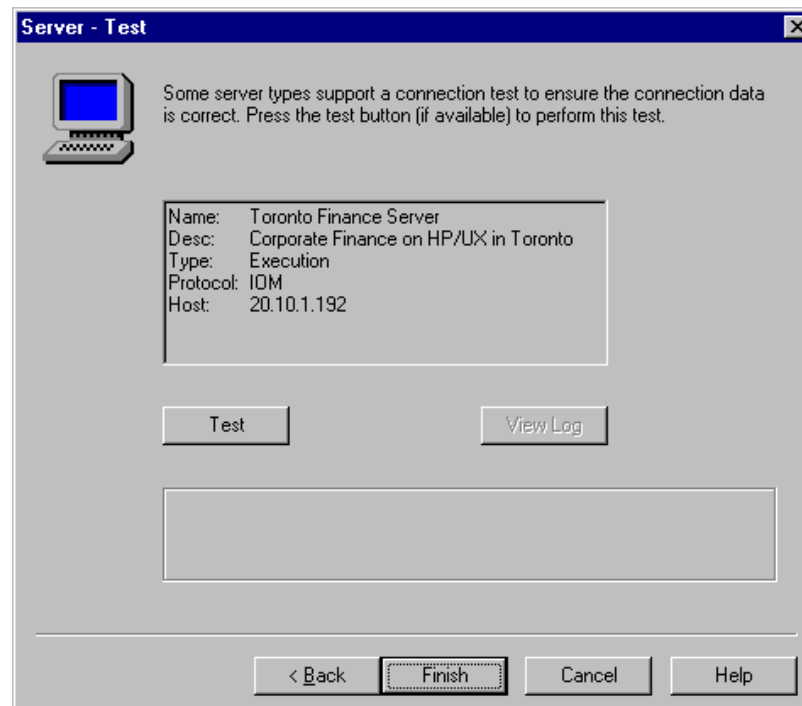 Server - Test
Some server types support a connection test to ensure the connection data
is correct. Press the test button (if available) to perform this test.
Name: Toronto Finance Server
Desc: Corporate Finance on HP/UX in Toronto
Type: Execution
Protocol: IOM
Host: 20.10.1.192
Test View Log
< Back Finish Cancel Help